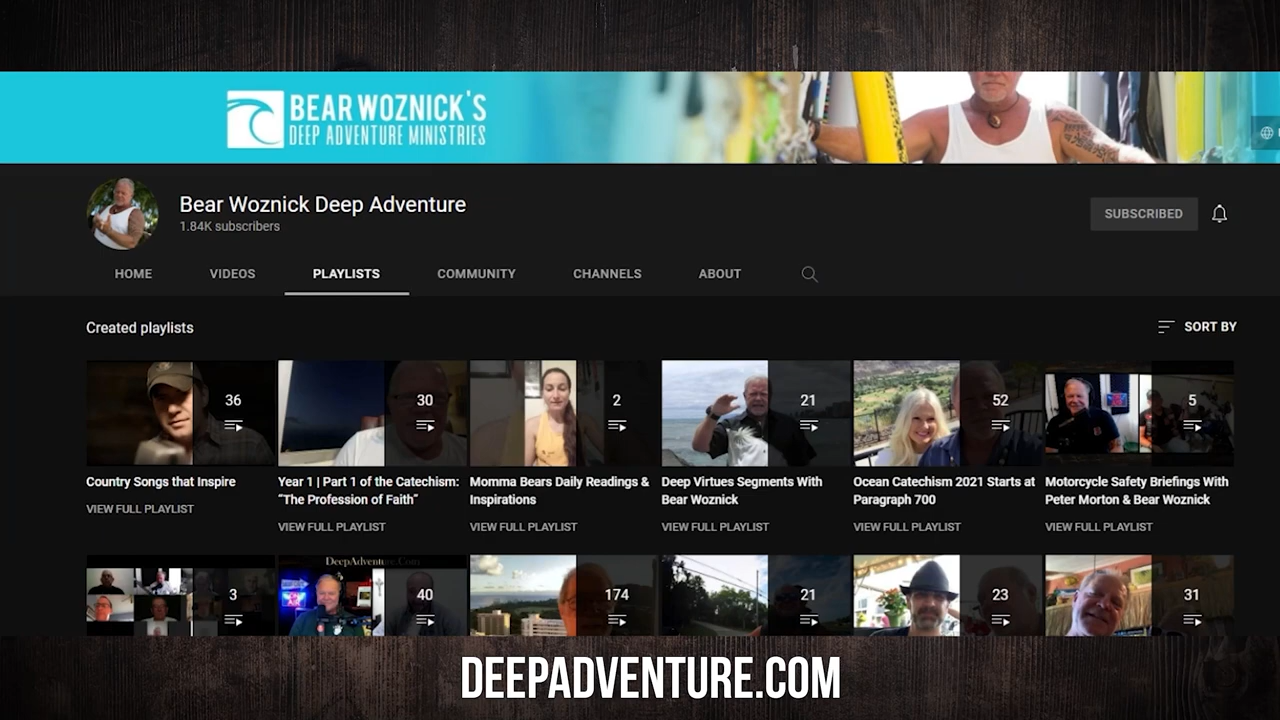 BEAR WOZNICK'S
DEEP ADVENTURE MINISTRIES
Bear Woznick Deep Adventure
1.84K subscribers
SUBSCRIBED
HOME
VIDEOS
PLAYLISTS
COMMUNITY
CHANNELS
ABOUT
Created playlists
SORT BY
36
30
2
21
52
5
Country Songs that Inspire
VIEW FULL PLAYLIST
Year 1 | Part 1 of the Catechism:
"The Profession of Faith"
VIEW FULL PLAYLIST
Momma Bears Daily Readings &
Inspirations
VIEW FULL PLAYLIST
Deep Virtues Segments With
Bear Woznick
VIEW FULL PLAYLIST
Ocean Catechism 2021 Starts at
Paragraph 700
VIEW FULL PLAYLIST
Motorcycle Safety Briefings With
Peter Morton & Bear Woznick
VIEW FULL PLAYLIST
DeepAdventure.Com
3
40
174
21
23
31
DEEPADVENTURE.COM